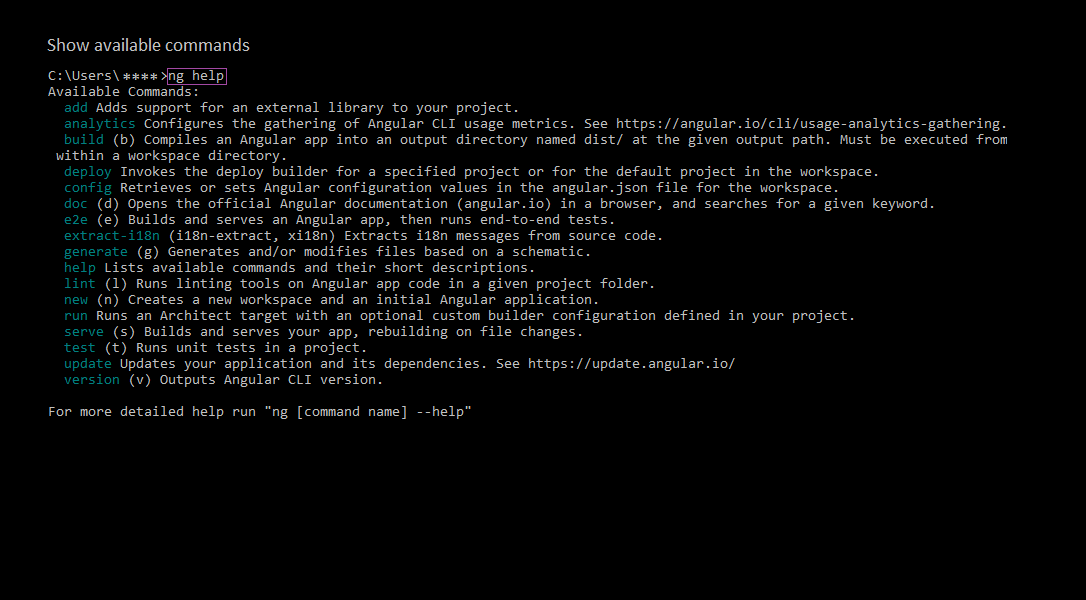 Show available commands
C:\Users\****>ng help
Available Commands:
add Adds support for an external library to your project.
analytics Configures the gathering of Angular CLI usage metrics. See https://angular.io/cli/usage-analytics-gathering.
build (b) Compiles an Angular app into an output directory named dist/ at the given output path. Must be executed from
within a workspace directory.
deploy Invokes the deploy builder for a specified project or for the default project in the workspace.
config Retrieves or sets Angular configuration values in the angular.json file for the workspace.
doc (d) Opens the official Angular documentation (angular.io) in a browser, and searches for a given keyword.
e2e (e) Builds and serves an Angular app, then runs end-to-end tests.
extract-i18n (i18n-extract, xi18n) Extracts i18n messages from source code.
generate (g) Generates and/or modifies files based on a schematic.
help Lists available commands and their short descriptions.
lint (l) Runs linting tools on Angular app code in a given project folder.
new (n) Creates a new workspace and an initial Angular application.
run Runs an Architect target with an optional custom builder configuration defined in your project.
serve (s) Builds and serves your app, rebuilding on file changes.
test (t) Runs unit tests in a project.
update Updates your application and its dependencies. See https://update.angular.io/
version (v) Outputs Angular CLI version.
For more detailed help run "ng [command name] --help"